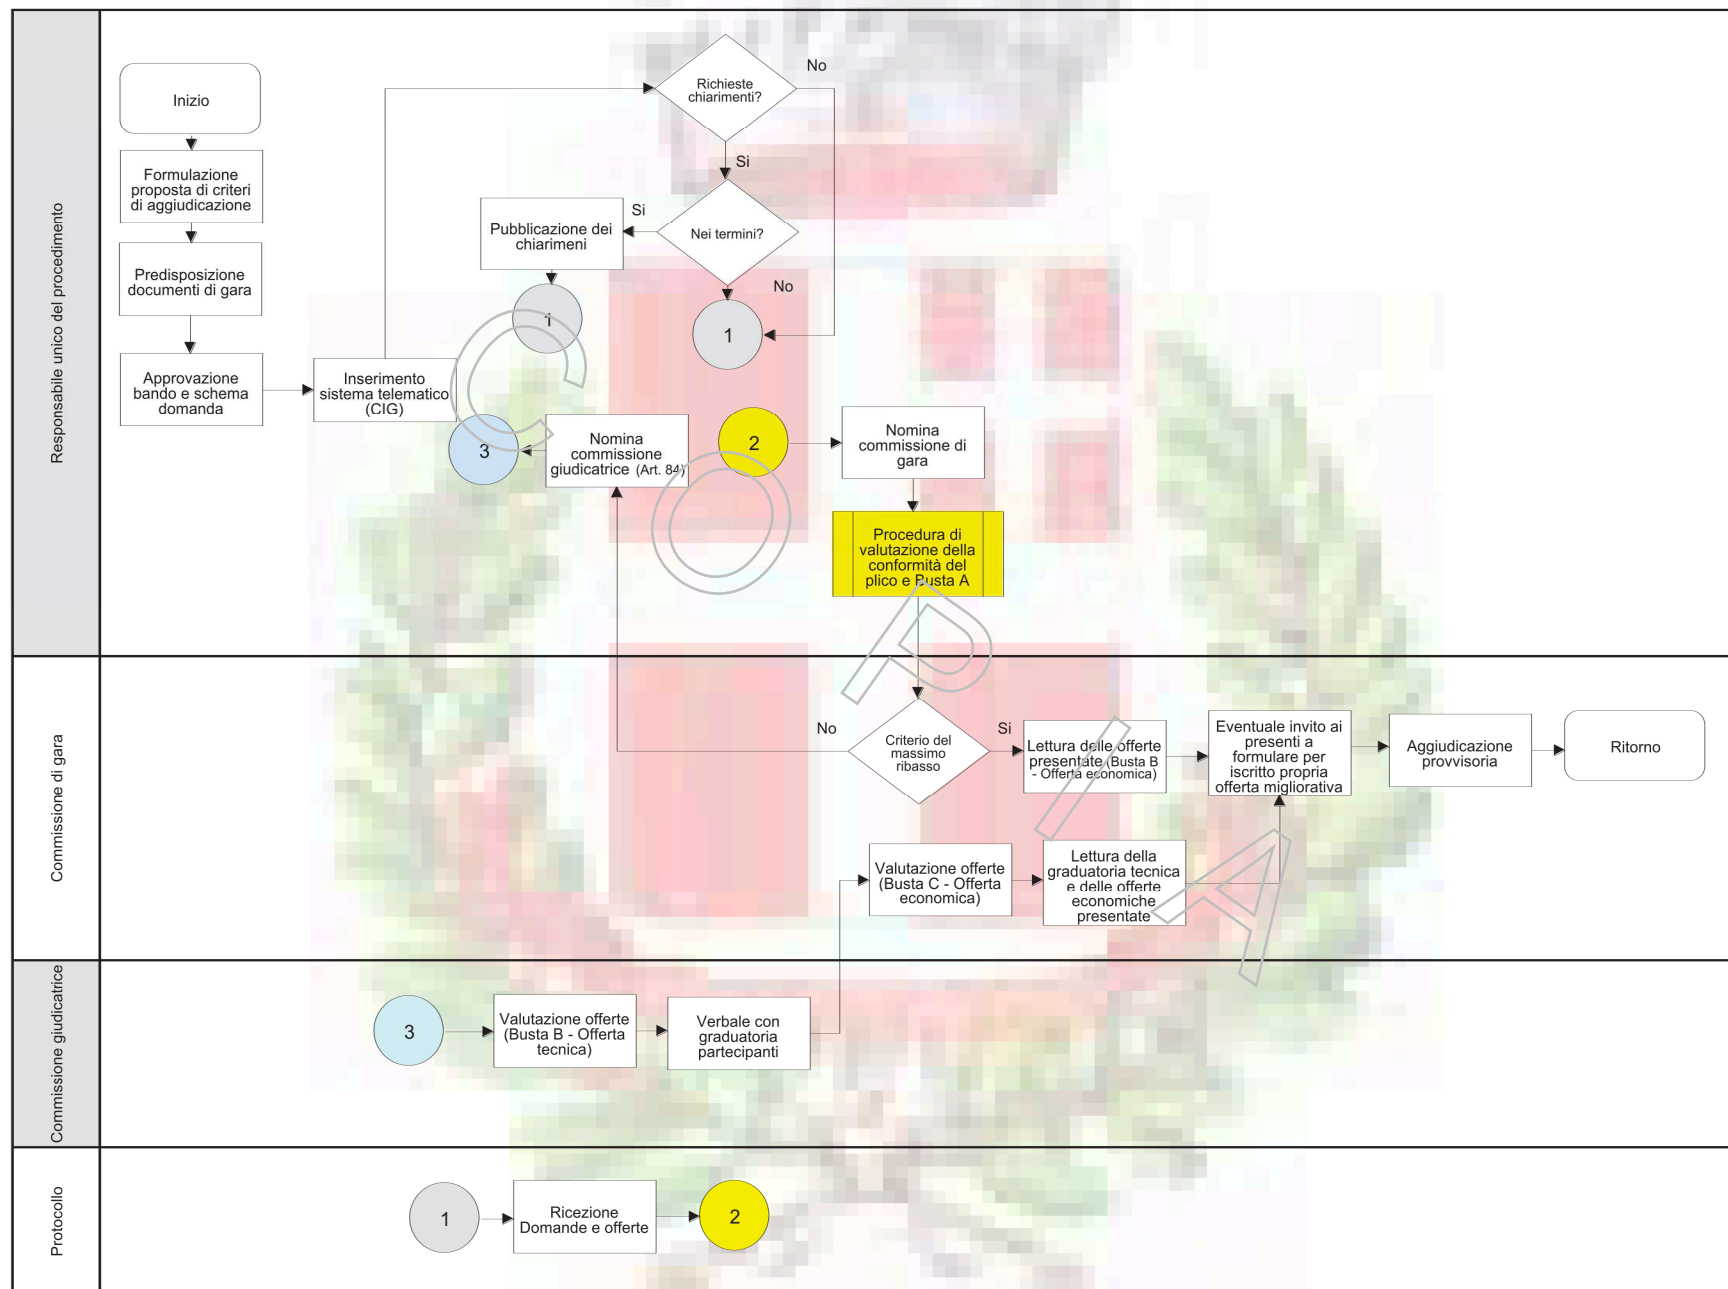 Responsabile unico del procedimento
Inizio
Formulazione
proposta di criteri
di aggiudicazione
Predisposizione
documenti di gara
Approvazione
bando e schema
domanda
Inserimento
sistema telematico
(CIG)
Richieste
chiarimenti?
No
Si
Nei termini?
Si
No
Pubblicazione dei
chiarimeni
1
1
3
Nomina
commissione
giudicatrice (Art. 84)
2
Nomina
commissione di
gara
Procedura di
valutazione della
conformità del
plico e Busta A
Commissione di gara
No
Criterio del
massimo
ribasso
Si
Lettura delle offerte
presentate (Busta B
- Offerta economica)
Eventuale invito ai
presenti a
formulare per
iscritto propria
offerta migliorativa
Aggiudicazione
provvisoria
Ritorno
Valutazione offerte
(Busta C - Offerta
economica)
Lettura della
graduatoria tecnica
e delle offerte
economiche
presentate
Commissione giudicatrice
3
Valutazione offerte
(Busta B - Offerta
tecnica)
Verbale con
graduatoria
partecipanti
Protocollo
1
Ricezione
Domande e offerte
2
COPIA